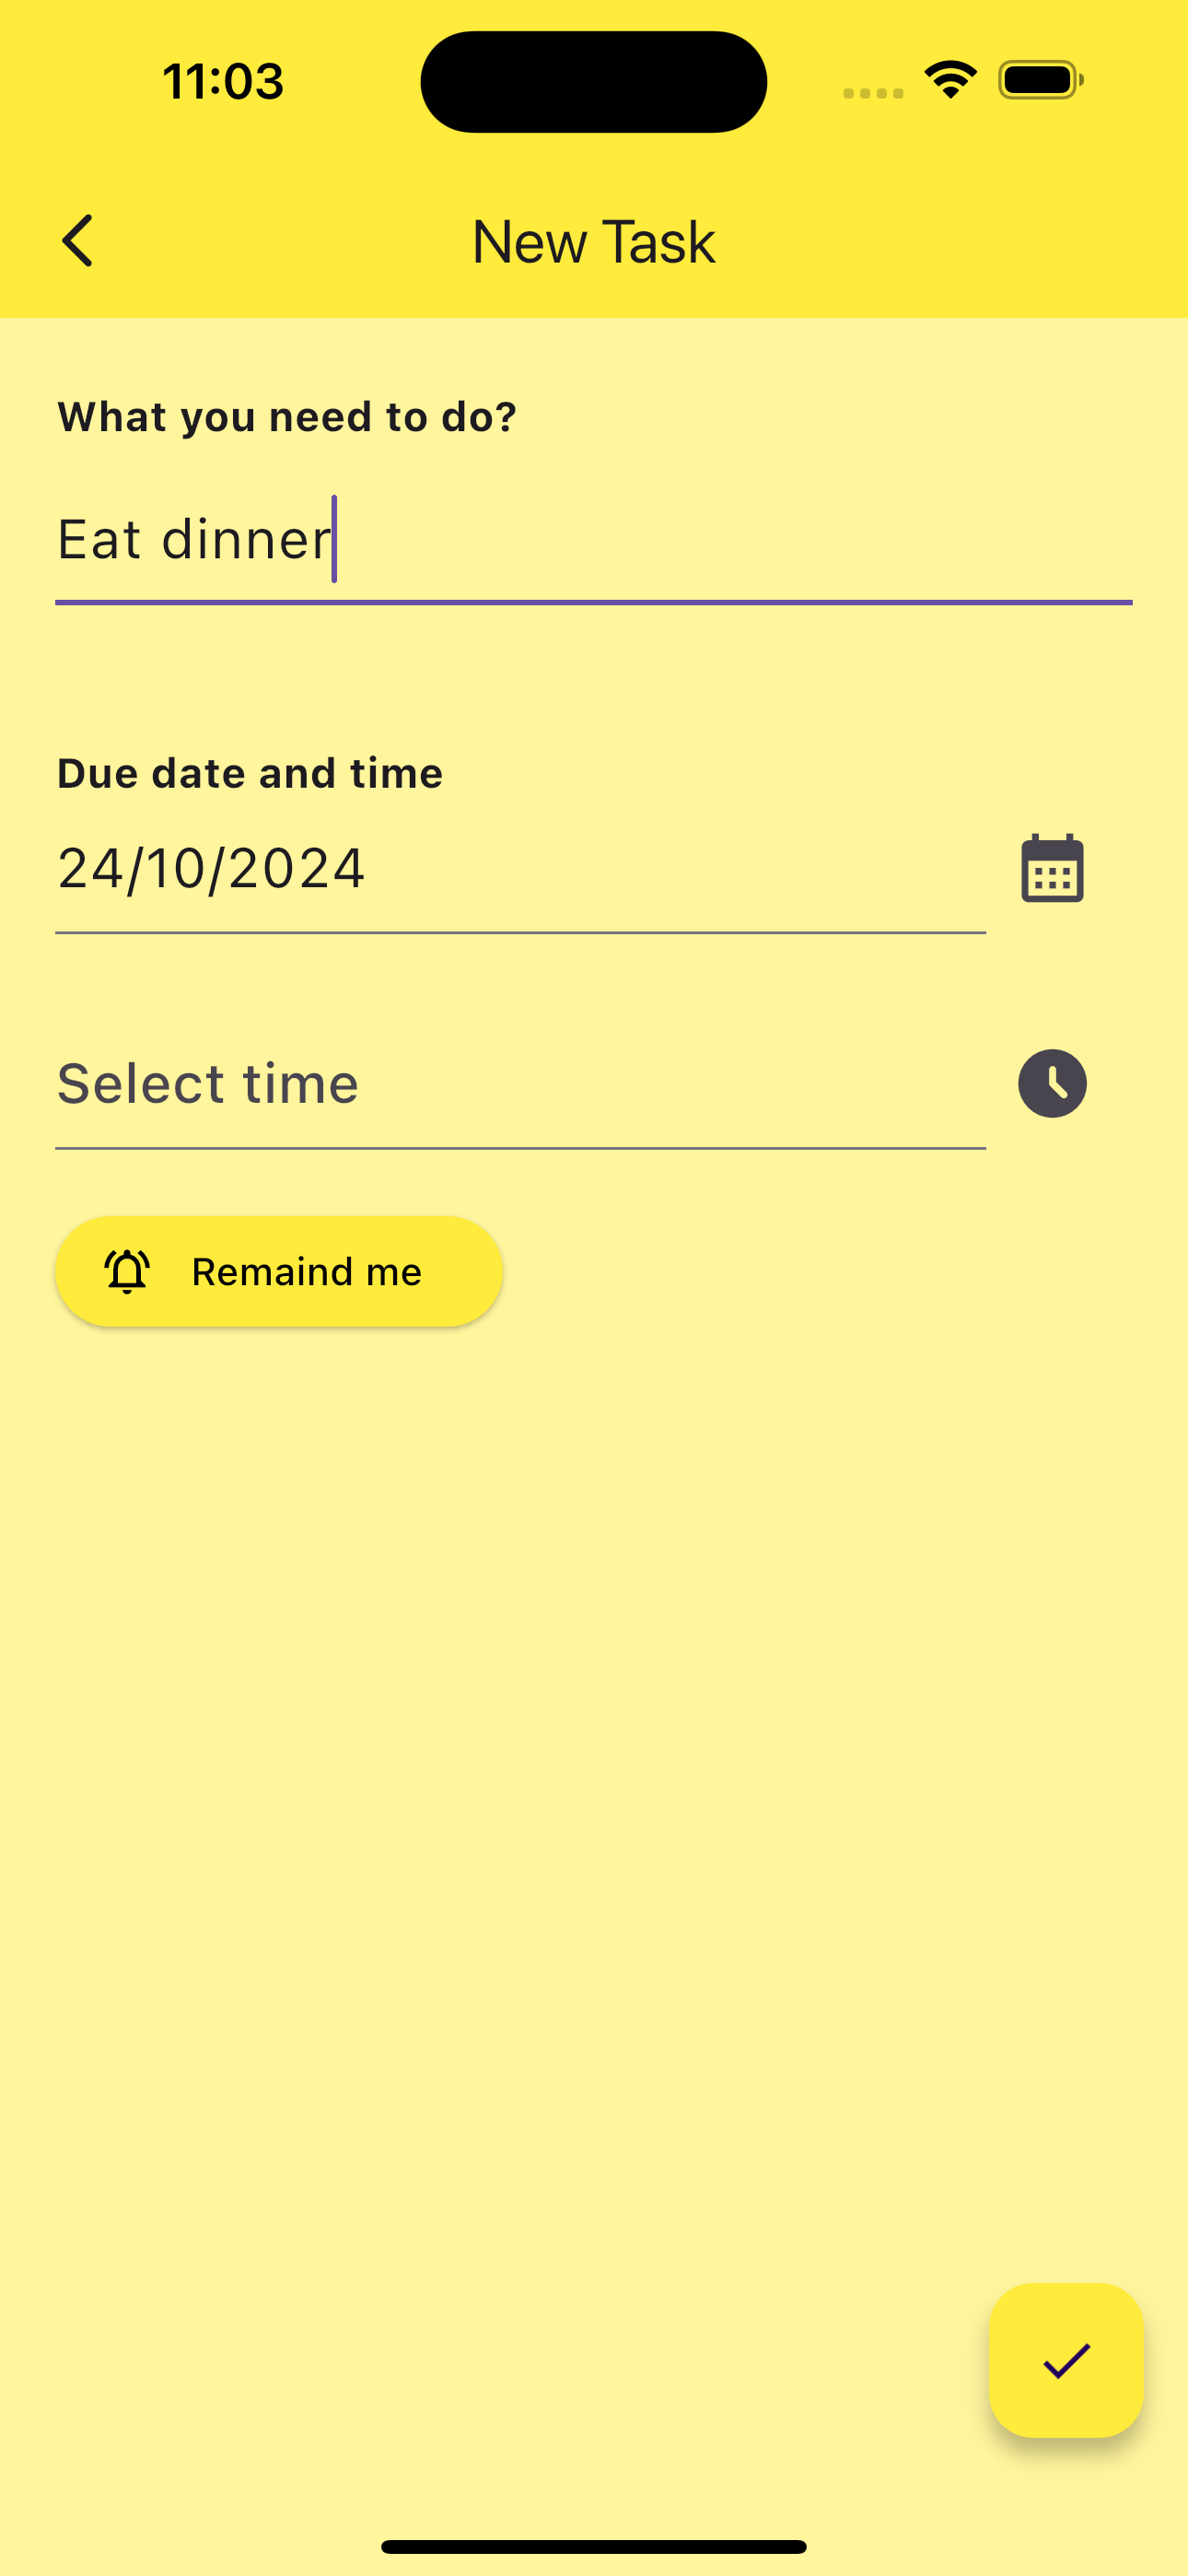 11:03
New Task
What you need to do?
Eat dinner
Due date and time
24/10/2024
Select time
Remaind me